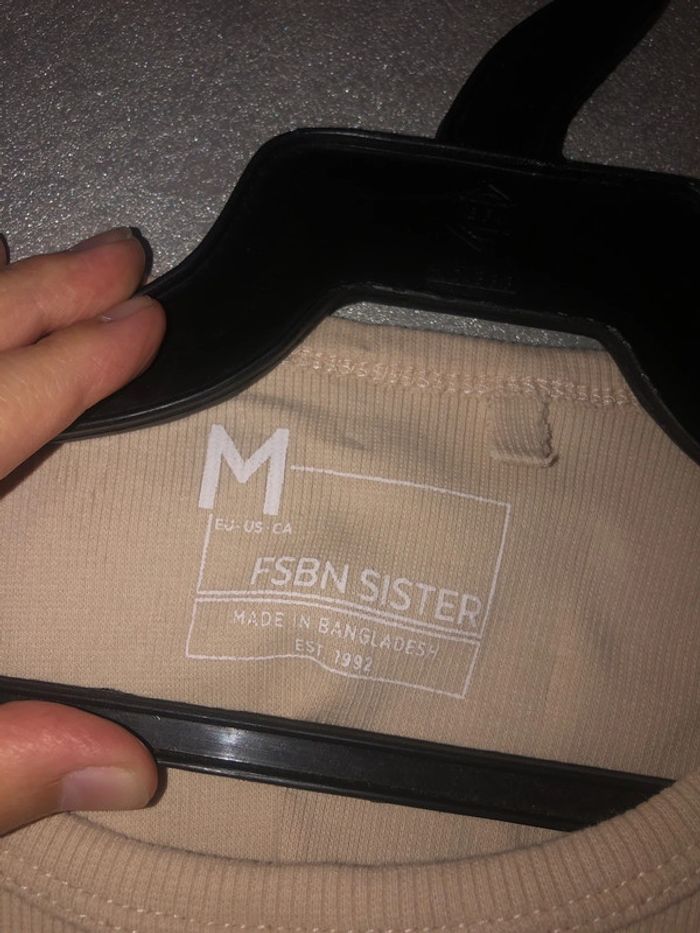 M
EU-US-CA
FSBN SISTER
MADE IN BANGLADESH
EST 1992